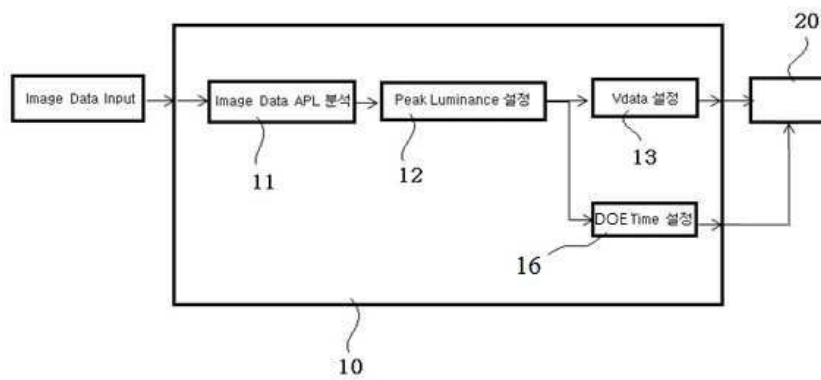 20
Image Data Input
Image Data APL 분석
Peak Luminance 설정
Vdata 설정
11
12
13
DOE Time 설정
16
10